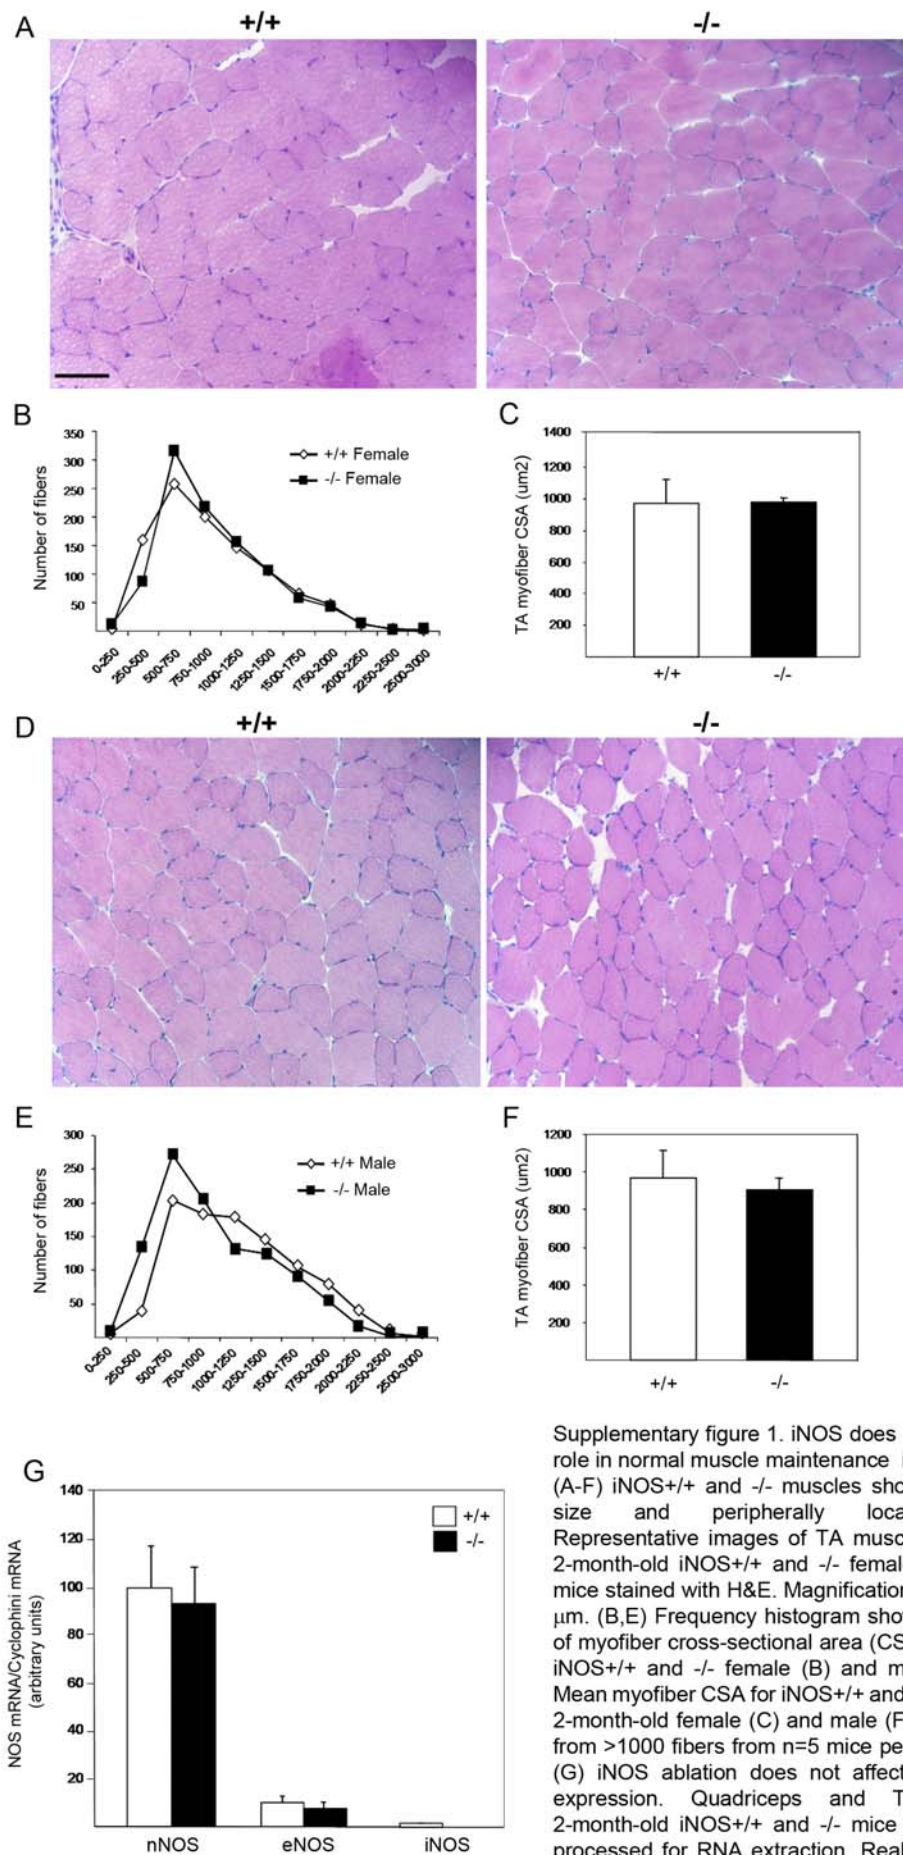 A
+/+
-/-
B
350
300
250
200
150
100
50
Number of fibers
+/+ Female
-/- Female
0-250
250-500
500-750
750-1000
1000-1250
1250-1500
1500-1750
1750-2000
2000-2250
2250-2500
2500-3000
C
1400
1200
1000
800
600
400
200
TA myofiber CSA (um2)
+/+
-/-
D
+/+
-/-
E
300
250
200
150
100
50
Number of fibers
+/+ Male
-/- Male
0-250
250-500
500-750
750-1000
1000-1250
1250-1500
1500-1750
1750-2000
2000-2250
2250-2500
2500-3000
F
1200
1000
800
600
400
200
TA myofiber CSA (um2)
+/+
-/-
G
140
120
100
80
60
40
20
NOS mRNA/Cyclophini mRNA
(arbitrary units)
+/+
-/-
nNOS
eNOS
iNOS
Supplementary figure 1. iNOS does
role in normal muscle maintenance
(A-F) iNOS+/+ and -/- muscles sho
size and peripherally loca
Representative images of TA musc
2-month-old iNOS+/+ and -/- female
mice stained with H&E. Magnification
µm. (B,E) Frequency histogram show
of myofiber cross-sectional area (CS
iNOS+/+ and -/- female (B) and m
Mean myofiber CSA for iNOS+/+ and
2-month-old female (C) and male (F
from >1000 fibers from n=5 mice pe
(G) iNOS ablation does not affect
expression. Quadriceps and T
2-month-old iNOS+/+ and -/- mice
processed for RNA extraction. Real